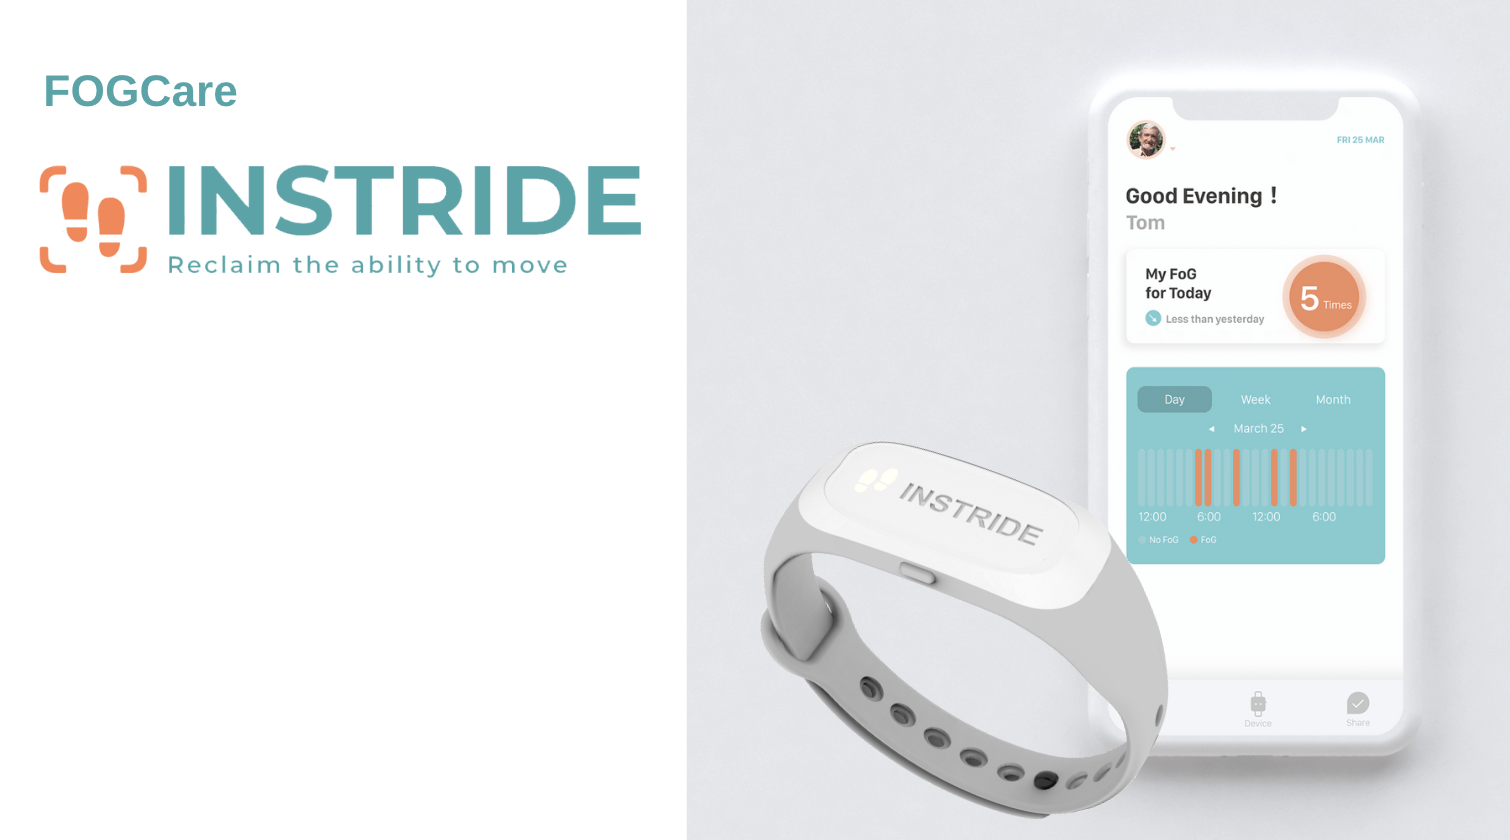 FOGCare
INSTRIDE
Reclaim the ability to move
FRI 25 MAR
Good Evening !
Tom
My FoG
for Today
Less than yesterday
5 Times
Day Week Month
March 25
12:00 6:00 12:00 6:00
No FoG FoG
INSTRIDE
Device Share